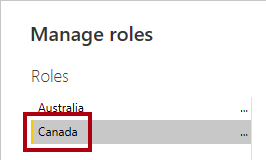 Manage roles
Roles
Australia ...
Canada ...